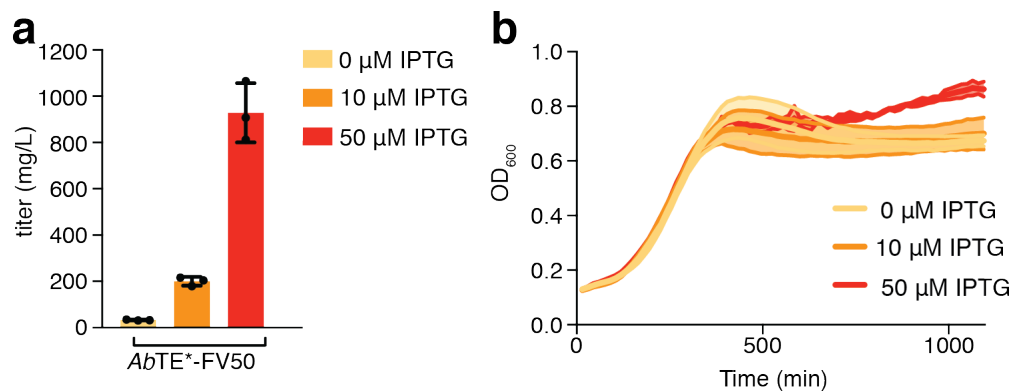 a
titer (mg/L)
1200
1000
800
600
400
200
0
0 µM IPTG
10 µM IPTG
50 µM IPTG
AbTE*-FV50
b
OD600
1.0
0.8
0.6
0.4
0.2
0.0
0 µM IPTG
10 µM IPTG
50 µM IPTG
0
500
1000
Time (min)